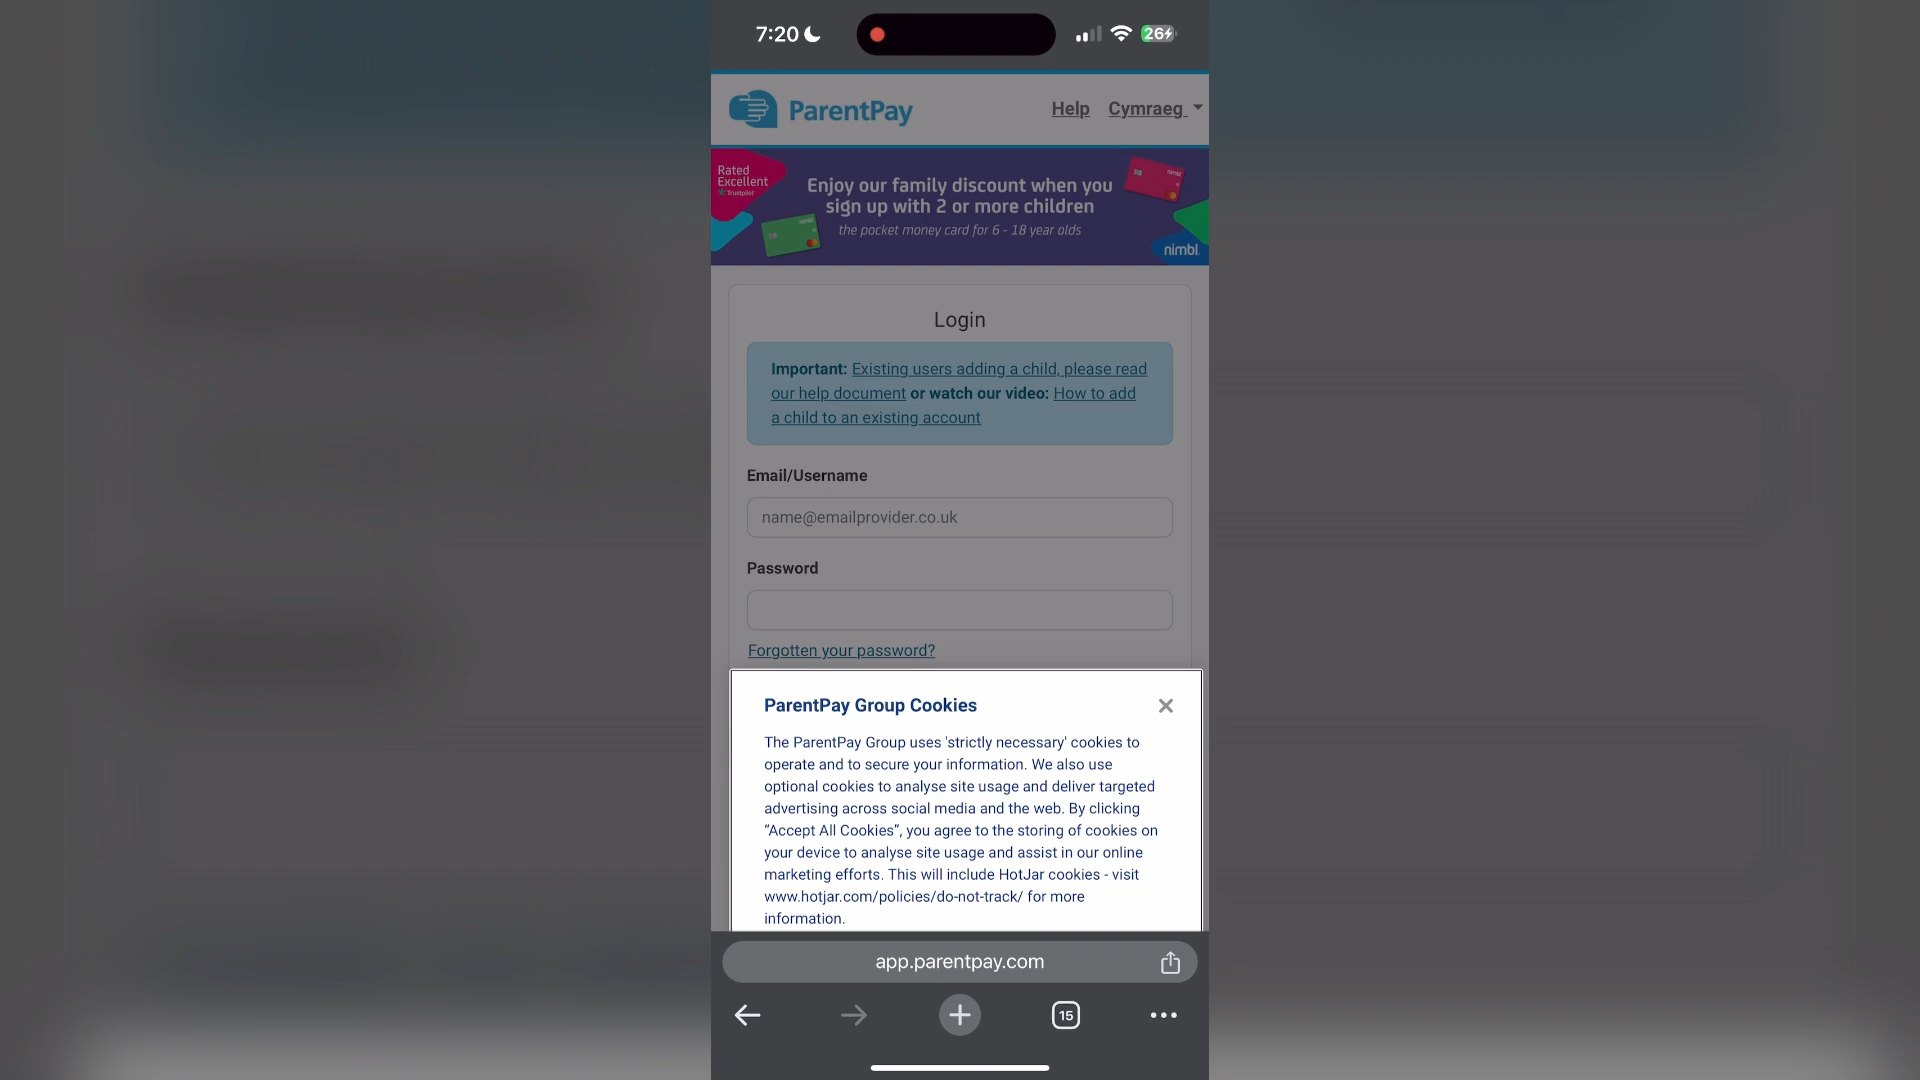 7:20
26
ParentPay
Help
Cymraeg
Rated
Excellent
Trustpilot
Enjoy our family discount when you
sign up with 2 or more children
the pocket money card for 6 - 18 year olds
nimbl
nimbl
nimbl.
Login
Important: Existing users adding a child, please read
our help document or watch our video: How to add
a child to an existing account
Email/Username
name@emailprovider.co.uk
Password
Forgotten your password?
ParentPay Group Cookies
The ParentPay Group uses 'strictly necessary' cookies to
operate and to secure your information. We also use
optional cookies to analyse site usage and deliver targeted
advertising across social media and the web. By clicking
“Accept All Cookies”, you agree to the storing of cookies on
your device to analyse site usage and assist in our online
marketing efforts. This will include HotJar cookies - visit
www.hotjar.com/policies/do-not-track/ for more
information.
app.parentpay.com
15